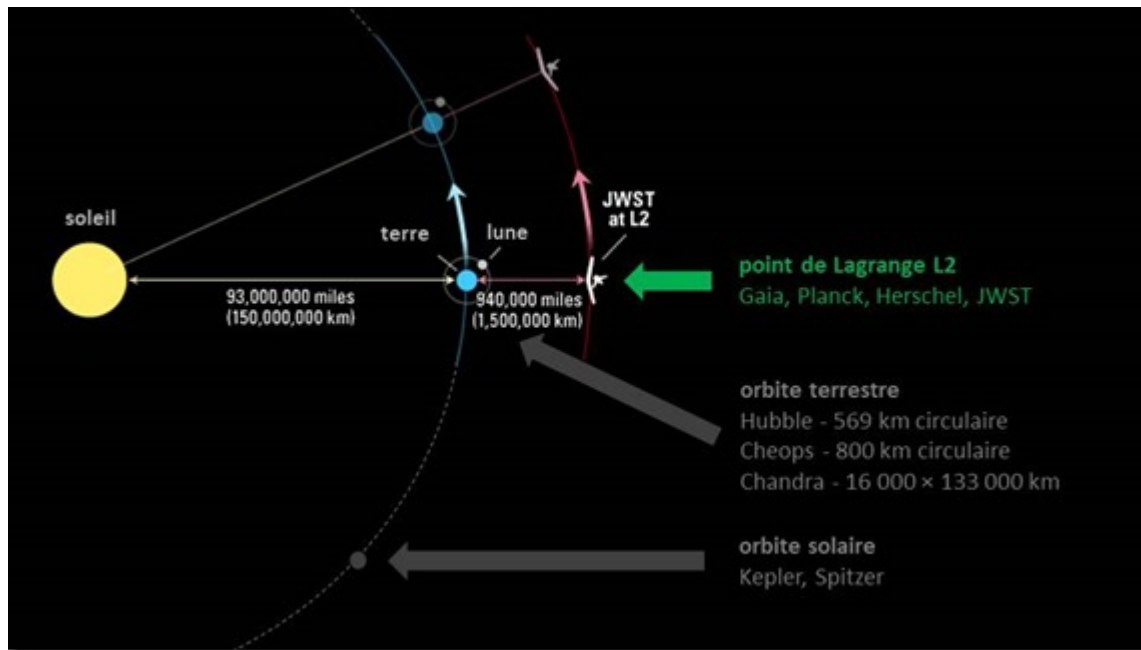 soleil
terre
lune
JWST
at L2
93,000,000 miles
(150,000,000 km)
940,000 miles
(1,500,000 km)
point de Lagrange L2
Gaia, Planck, Herschel, JWST
orbite terrestre
Hubble - 569 km circulaire
Cheops - 800 km circulaire
Chandra - 16 000 × 133 000 km
orbite solaire
Kepler, Spitzer